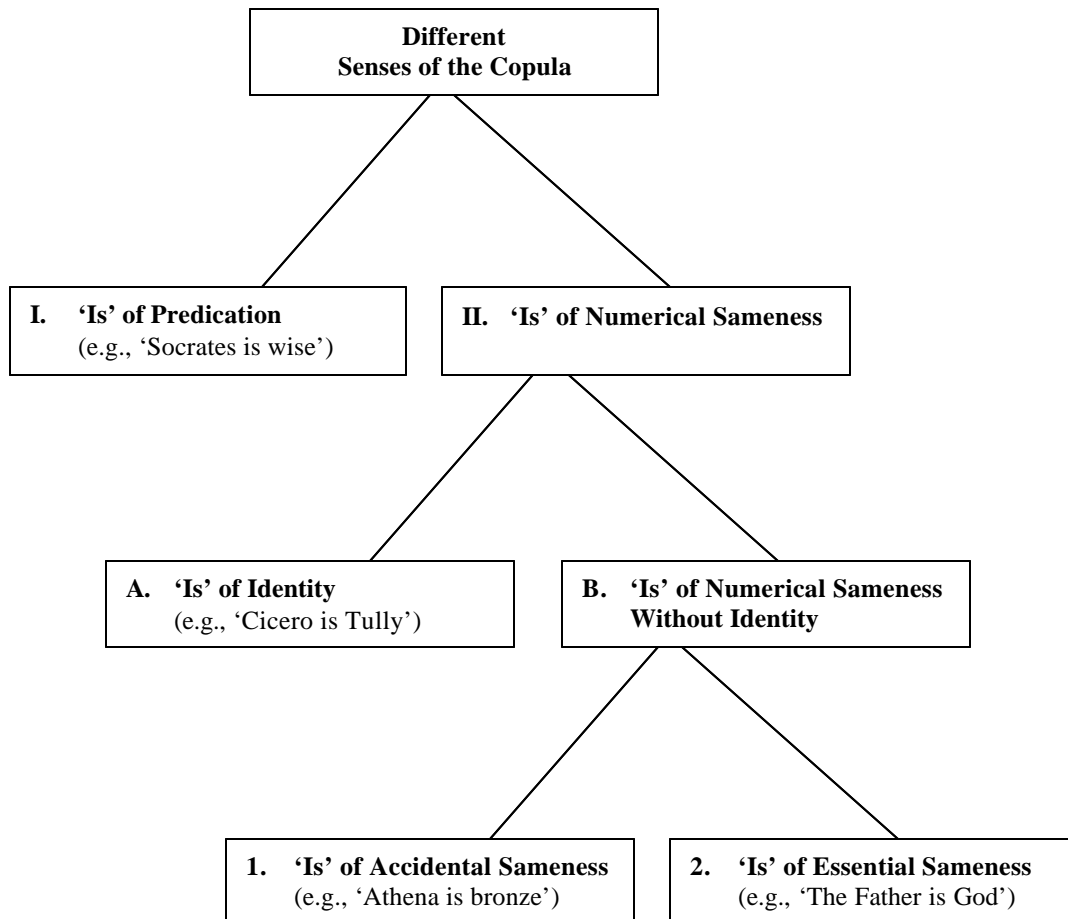 Different
Senses of the Copula
I. ‘Is’ of Predication
(e.g., ‘Socrates is wise’)
II. ‘Is’ of Numerical Sameness
A. ‘Is’ of Identity
(e.g., ‘Cicero is Tully’)
B. ‘Is’ of Numerical Sameness
Without Identity
1. ‘Is’ of Accidental Sameness
(e.g., ‘Athena is bronze’)
2. ‘Is’ of Essential Sameness
(e.g., ‘The Father is God’)